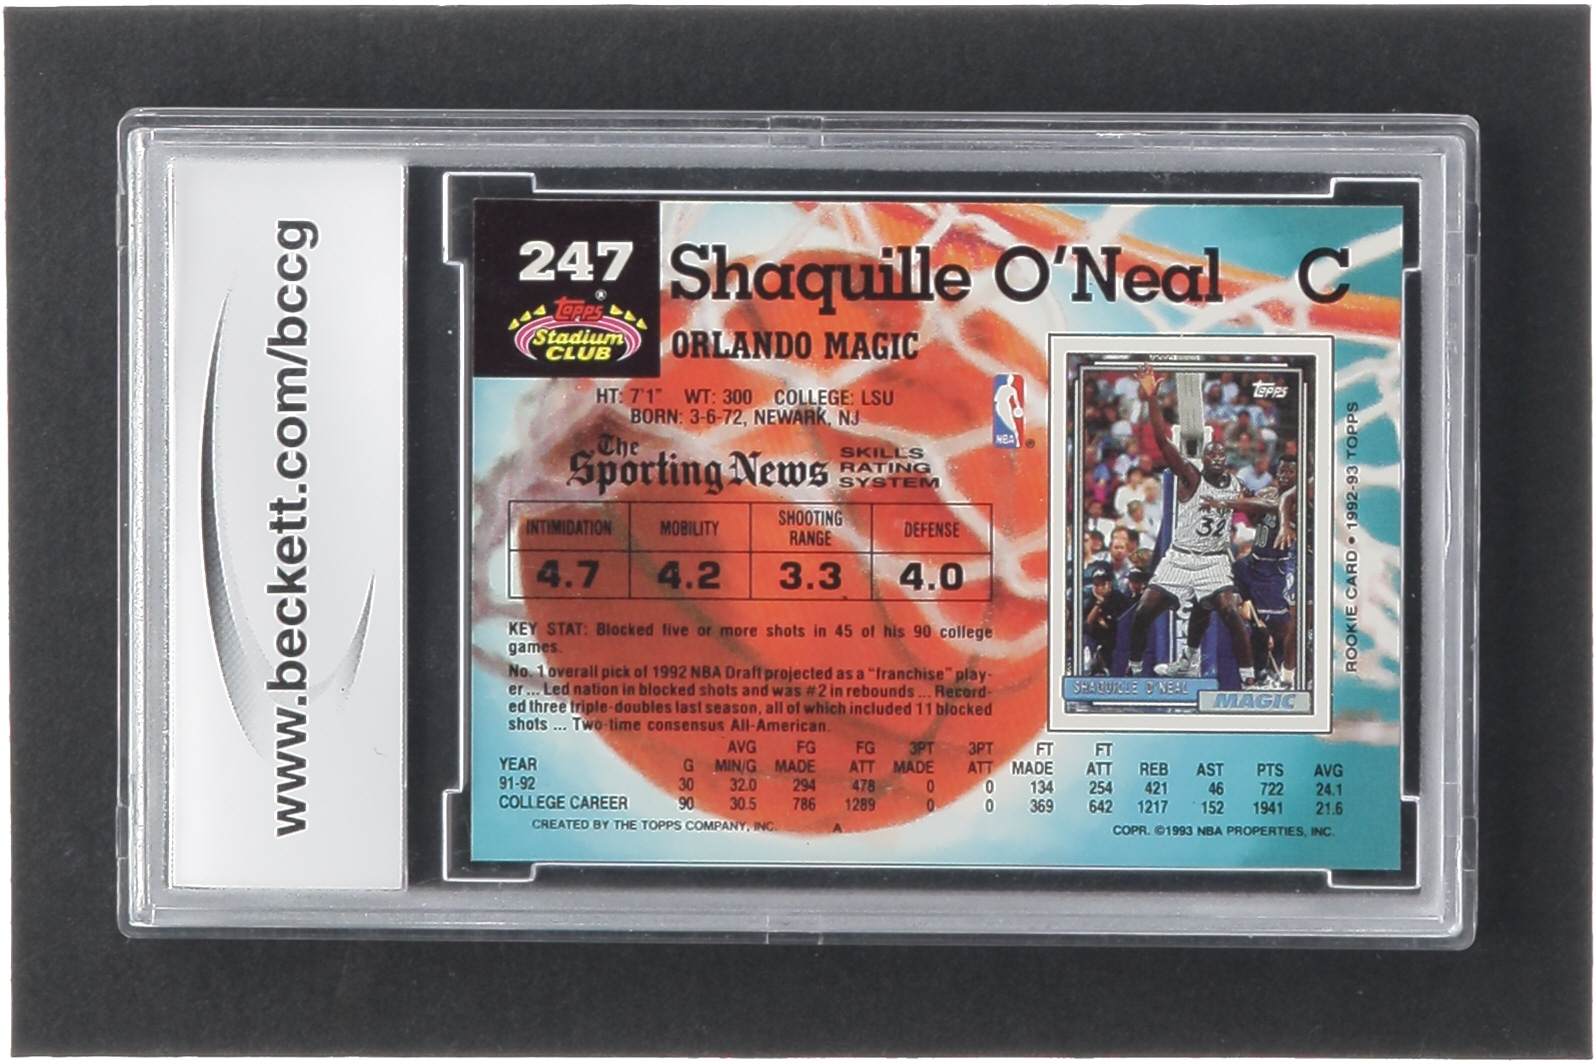 www.beckett.com/bccg
247
Topps®
Stadium
CLUB
Shaquille O'Neal C
ORLANDO MAGIC
HT: 7'1" WT: 300 COLLEGE: LSU
BORN: 3-6-72, NEWARK, NJ
NBA ®
The
Sporting News
SKILLS
RATING
SYSTEM
INTIMIDATION MOBILITY SHOOTING RANGE DEFENSE
4.7 4.2 3.3 4.0
KEY STAT: Blocked five or more shots in 45 of his 90 college
games.
No. 1 overall pick of 1992 NBA Draft projected as a "franchise" play-
er ... Led nation in blocked shots and was #2 in rebounds ... Record-
ed three triple-doubles last season, all of which included 11 blocked
shots ... Two-time consensus All-American.
Topps
32
SHAQUILLE O'NEAL
MAGIC
ROOKIE CARD • 1992-93 TOPPS
AVG FG FG 3PT 3PT FT FT
YEAR G MIN/G MADE ATT MADE ATT MADE ATT REB AST PTS AVG
91-92 30 32.0 294 478 0 0 134 254 421 46 722 24.1
COLLEGE CAREER 90 30.5 786 1289 0 0 369 642 1217 152 1941 21.6
CREATED BY THE TOPPS COMPANY, INC. A COPR. ©1993 NBA PROPERTIES, INC.